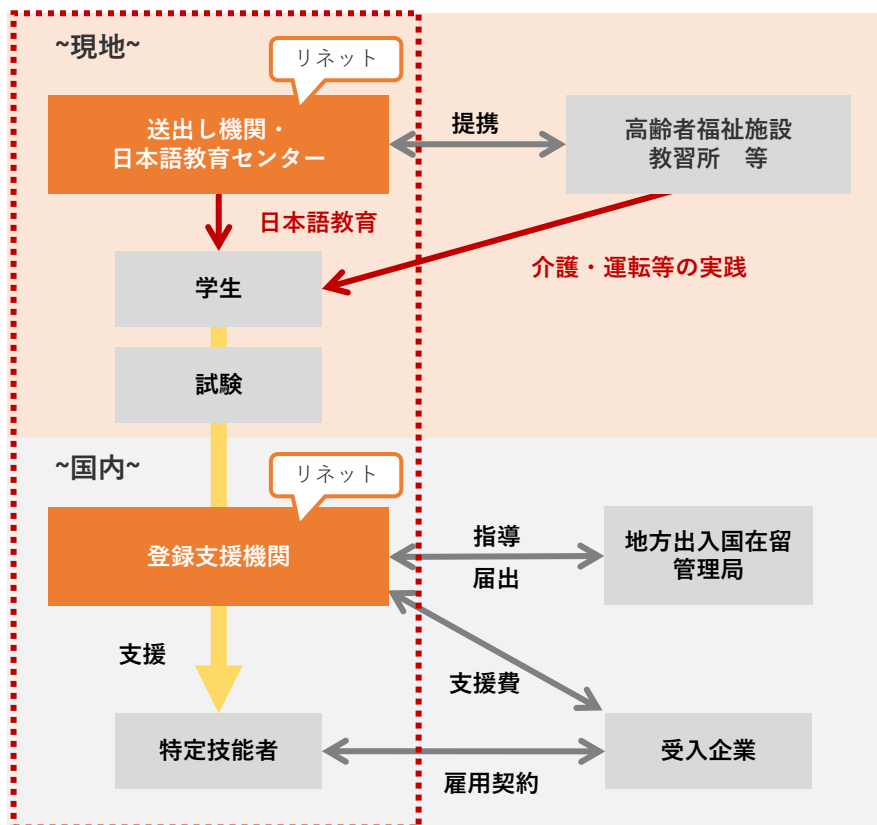 ~現地~
リネット
送出し機関・
日本語教育センター
提携
高齢者福祉施設
教習所　等
日本語教育
介護・運転等の実践
学生
試験
~国内~
リネット
登録支援機関
指導
届出
地方出入国在留
管理局
支援
支援費
特定技能者
受入企業
雇用契約